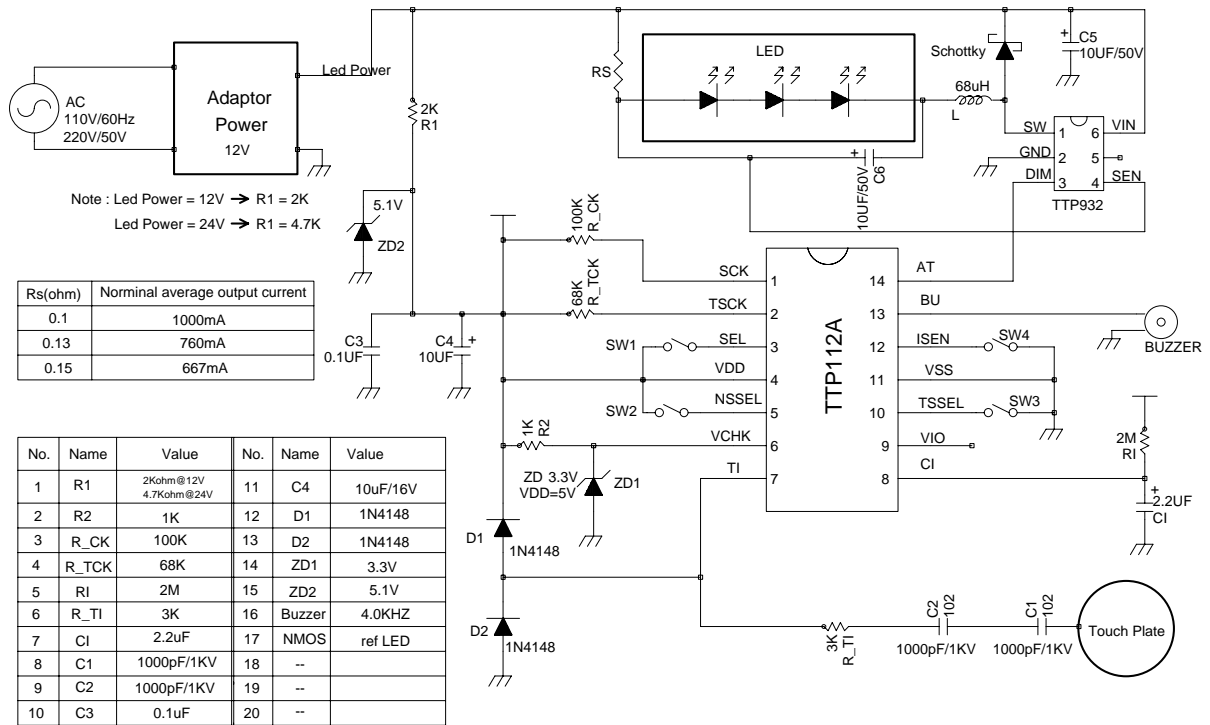 Led Power
AC
110V/60Hz
220V/50V
Adaptor
Power
12V
Note : Led Power = 12V → R1 = 2K
Led Power = 24V → R1 = 4.7K
2K
R1
5.1V
ZD2
RS
LED
Schottky
C5
10UF/50V
68uH
L
10UF/50V
C6
SW
GND
DIM
1
2
3
6
5
4
VIN
SEN
TTP932
100K
R_CK
68K
R_TCK
C3
0.1UF
C4
10UF
SW1
SW2
SCK
TSCK
SEL
VDD
NSSEL
VCHK
TI
1
2
3
4
5
6
7
TTP112A
14
13
12
11
10
9
8
AT
BU
ISEN
VSS
TSSEL
VIO
CI
SW4
SW3
BUZZER
2M
RI
2.2UF
CI
1K
R2
ZD 3.3V
VDD=5V
ZD1
D1
1N4148
D2
1N4148
3K
R_TI
C2
102
1000pF/1KV
C1
102
1000pF/1KV
Touch Plate
Rs(ohm) Norminal average output current
0.1 1000mA
0.13 760mA
0.15 667mA
No. Name Value No. Name Value
1 R1 2Kohm@12V 4.7Kohm@24V 11 C4 10uF/16V
2 R2 1K 12 D1 1N4148
3 R_CK 100K 13 D2 1N4148
4 R_TCK 68K 14 ZD1 3.3V
5 RI 2M 15 ZD2 5.1V
6 R_TI 3K 16 Buzzer 4.0KHZ
7 CI 2.2uF 17 NMOS ref LED
8 C1 1000pF/1KV 18 --
9 C2 1000pF/1KV 19 --
10 C3 0.1uF 20 --